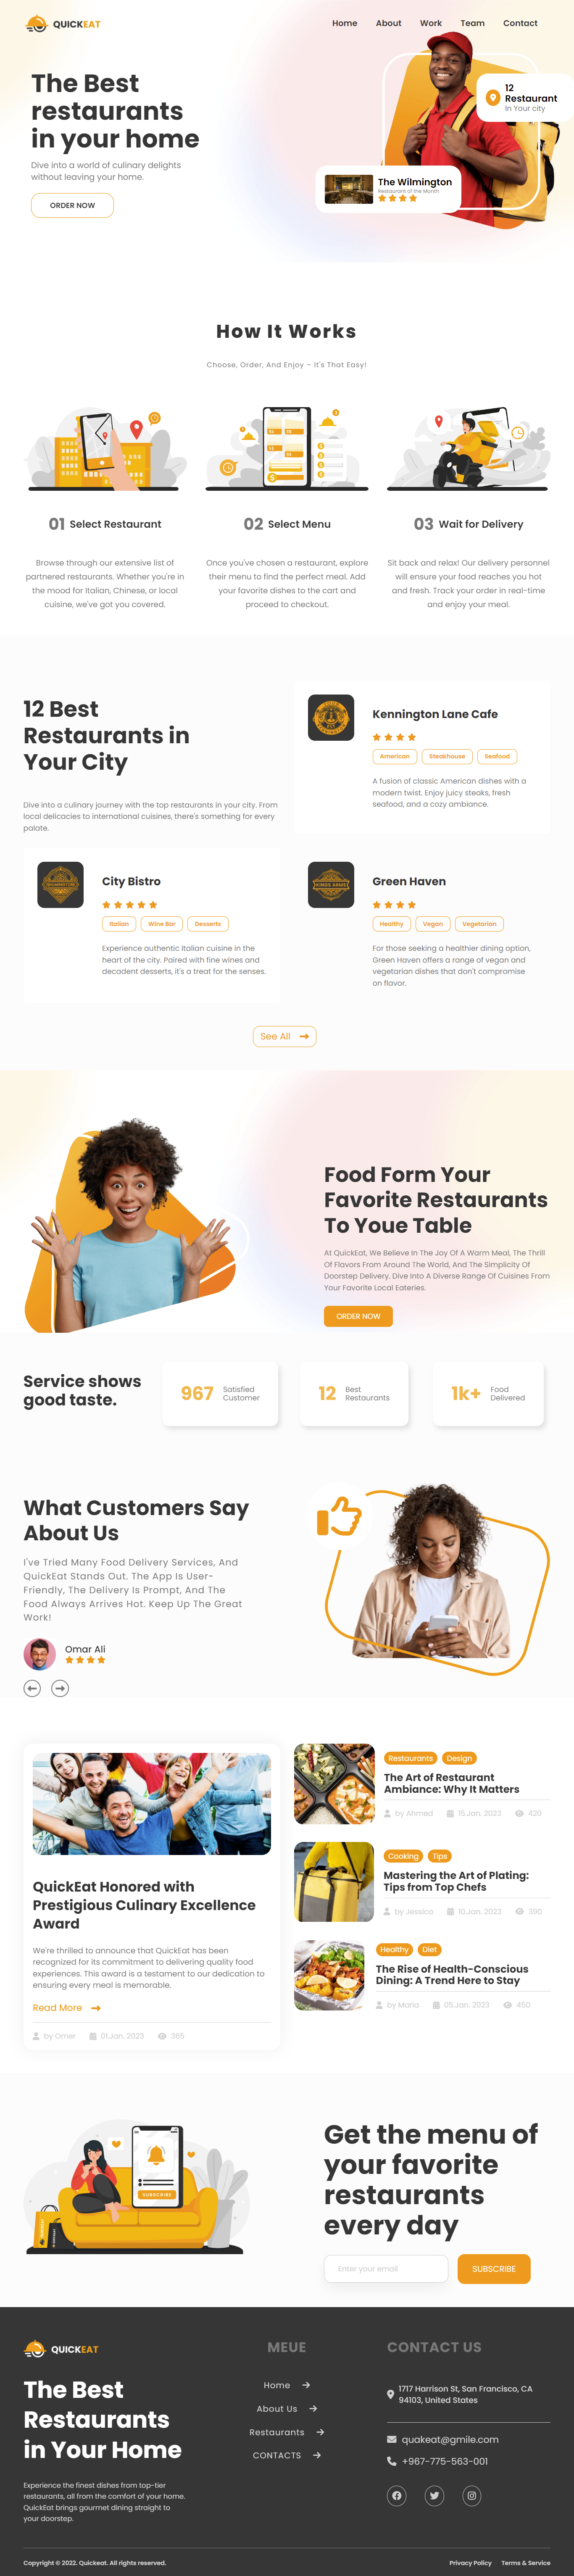 QUICKEAT
Home About Work Team Contact
The Best
restaurants
in your home
Dive into a world of culinary delights
without leaving your home.
ORDER NOW
12
Restaurant
In Your city
The Wilmington
Restaurant of the Month
How It Works
Choose, Order, And Enjoy – It's That Easy!
01 Select Restaurant
Browse through our extensive list of
partnered restaurants. Whether you're in
the mood for Italian, Chinese, or local
cuisine, we've got you covered.
02 Select Menu
Once you've chosen a restaurant, explore
their menu to find the perfect meal. Add
your favorite dishes to the cart and
proceed to checkout.
03 Wait for Delivery
Sit back and relax! Our delivery personnel
will ensure your food reaches you hot
and fresh. Track your order in real-time
and enjoy your meal.
12 Best
Restaurants in
Your City
Dive into a culinary journey with the top restaurants in your city. From
local delicacies to international cuisines, there's something for every
palate.
Kennington Lane Cafe
American Steakhouse Seafood
A fusion of classic American dishes with a
modern twist. Enjoy juicy steaks, fresh
seafood, and a cozy ambiance.
City Bistro
Italian Wine Bar Desserts
Experience authentic Italian cuisine in the
heart of the city. Paired with fine wines and
decadent desserts, it's a treat for the senses.
KINGS ARMS
Green Haven
Healthy Vegan Vegetarian
For those seeking a healthier dining option,
Green Haven offers a range of vegan and
vegetarian dishes that don't compromise
on flavor.
See All
Food Form Your
Favorite Restaurants
To Youe Table
At QuickEat, We Believe In The Joy Of A Warm Meal, The Thrill
Of Flavors From Around The World, And The Simplicity Of
Doorstep Delivery. Dive Into A Diverse Range Of Cuisines From
Your Favorite Local Eateries.
ORDER NOW
Service shows
good taste.
967 Satisfied
Customer
12 Best
Restaurants
1k+ Food
Delivered
What Customers Say
About Us
I've Tried Many Food Delivery Services, And
QuickEat Stands Out. The App Is User-
Friendly, The Delivery Is Prompt, And The
Food Always Arrives Hot. Keep Up The Great
Work!
Omar Ali
QuickEat Honored with
Prestigious Culinary Excellence
Award
We're thrilled to announce that QuickEat has been
recognized for its commitment to delivering quality food
experiences. This award is a testament to our dedication to
ensuring every meal is memorable.
Read More
by Omer 01.Jan. 2023 365
Restaurants Design
The Art of Restaurant
Ambiance: Why It Matters
by Ahmed 15.Jan. 2023 420
Cooking Tips
Mastering the Art of Plating:
Tips from Top Chefs
by Jessica 10.Jan. 2023 390
Healthy Diet
The Rise of Health-Conscious
Dining: A Trend Here to Stay
by Maria 05.Jan. 2023 450
SUBSCRIBE
Get the menu of
your favorite
restaurants
every day
Enter your email
SUBSCRIBE
QUICKEAT
The Best
Restaurants
in Your Home
Experience the finest dishes from top-tier
restaurants, all from the comfort of your home.
QuickEat brings gourmet dining straight to
your doorstep.
MEUE
Home
About Us
Restaurants
CONTACTS
CONTACT US
1717 Harrison St, San Francisco, CA
94103, United States
quakeat@gmile.com
+967-775-563-001
Copyright © 2022. Quickeat. All rights reserved.
Privacy Policy Terms & Service